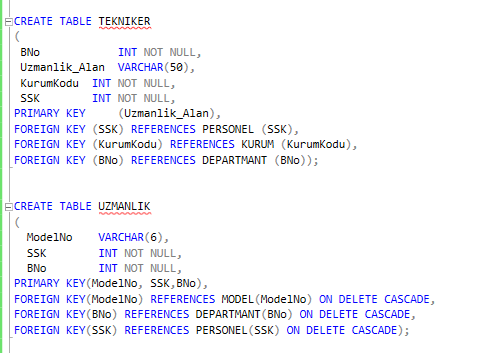 CREATE TABLE TEKNIKER
(
BNo INT NOT NULL,
Uzmanlik_Alan VARCHAR(50),
KurumKodu INT NOT NULL,
SSK INT NOT NULL,
PRIMARY KEY (Uzmanlik_Alan),
FOREIGN KEY (SSK) REFERENCES PERSONEL (SSK),
FOREIGN KEY (KurumKodu) REFERENCES KURUM (KurumKodu),
FOREIGN KEY (BNo) REFERENCES DEPARTMANT (BNo));
CREATE TABLE UZMANLIK
(
ModelNo VARCHAR(6),
SSK INT NOT NULL,
BNo INT NOT NULL,
PRIMARY KEY(ModelNo, SSK,BNo),
FOREIGN KEY(ModelNo) REFERENCES MODEL(ModelNo) ON DELETE CASCADE,
FOREIGN KEY(BNo) REFERENCES DEPARTMANT(BNo) ON DELETE CASCADE,
FOREIGN KEY(SSK) REFERENCES PERSONEL(SSK) ON DELETE CASCADE);